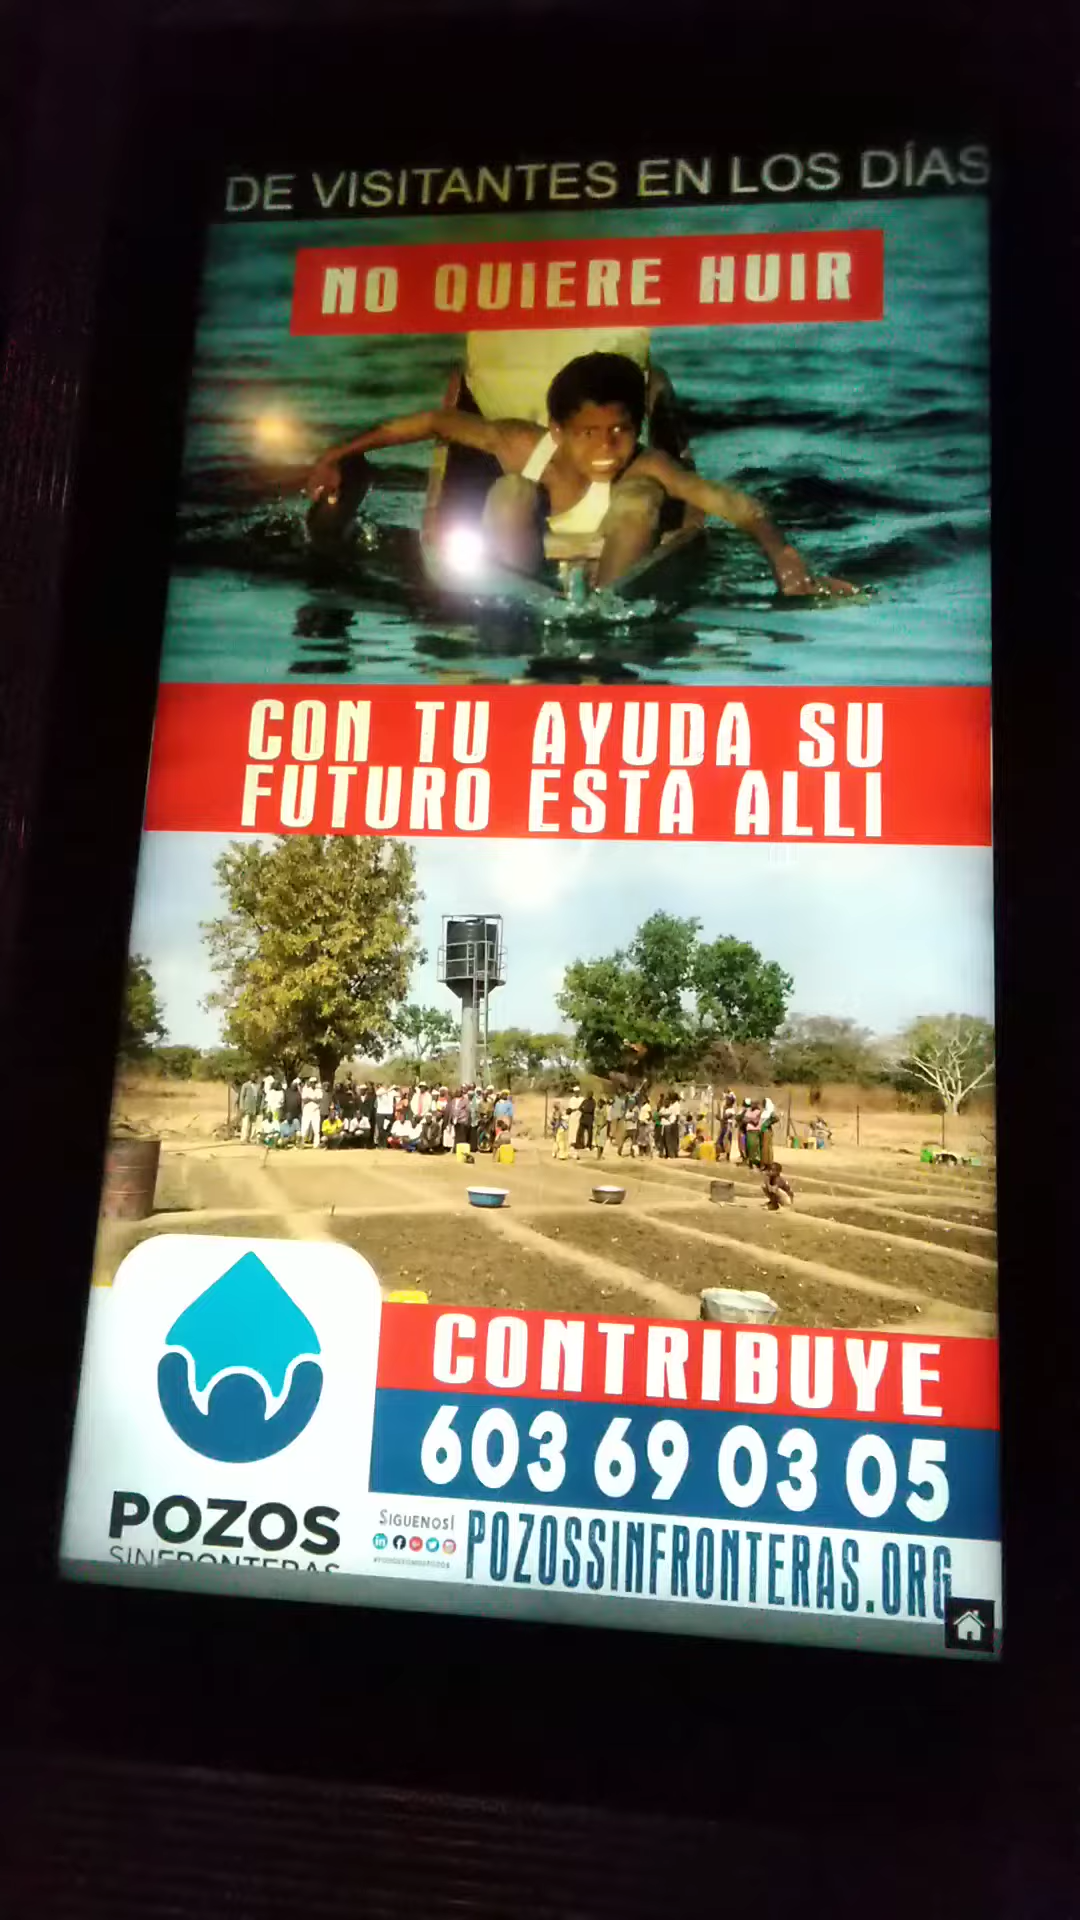 DE VISITANTES EN LOS DÍAS
NO QUIERE HUIR
CON TU AYUDA SU
FUTURO ESTA ALLI
CONTRIBUYE
603 69 03 05
POZOS
SINFRONTERAS
SIGUENOS!
POZOSSINFRONTERAS.ORG